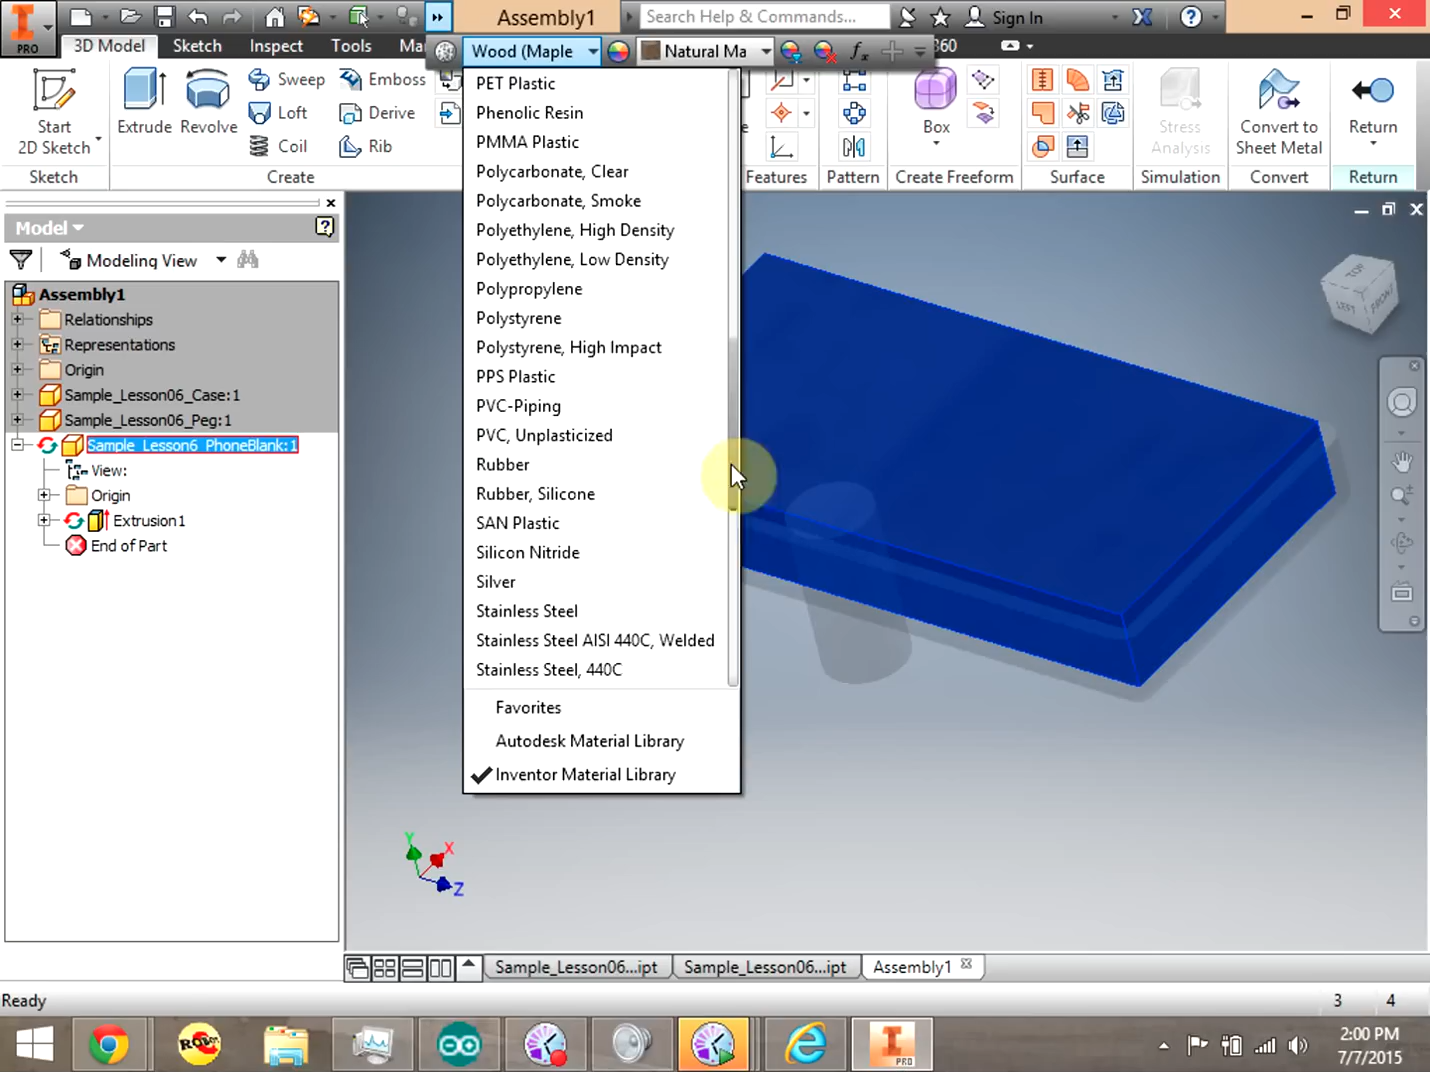 PRO
Assembly1
Search Help & Commands...
Sign In
3D Model
Sketch
Inspect
Tools
Wood (Maple
Natural Ma
fx
360
Start
2D Sketch
Extrude
Revolve
Sweep
Loft
Coil
Emboss
Derive
Rib
Box
Stress
Analysis
Convert to
Sheet Metal
Return
Sketch
Create
Features
Pattern
Create Freeform
Surface
Simulation
Convert
Return
Model
Modeling View
Assembly1
Relationships
Representations
Origin
Sample_Lesson06_Case:1
Sample_Lesson06_Peg:1
Sample_Lesson6_PhoneBlank:1
View:
Origin
Extrusion1
End of Part
PET Plastic
Phenolic Resin
PMMA Plastic
Polycarbonate, Clear
Polycarbonate, Smoke
Polyethylene, High Density
Polyethylene, Low Density
Polypropylene
Polystyrene
Polystyrene, High Impact
PPS Plastic
PVC-Piping
PVC, Unplasticized
Rubber
Rubber, Silicone
SAN Plastic
Silicon Nitride
Silver
Stainless Steel
Stainless Steel AISI 440C, Welded
Stainless Steel, 440C
Favorites
Autodesk Material Library
Inventor Material Library
TOP
LEFT
FRONT
Y
X
Z
Sample_Lesson06...ipt
Sample_Lesson06...ipt
Assembly1
Ready
3
4
PRO
2:00 PM
7/7/2015